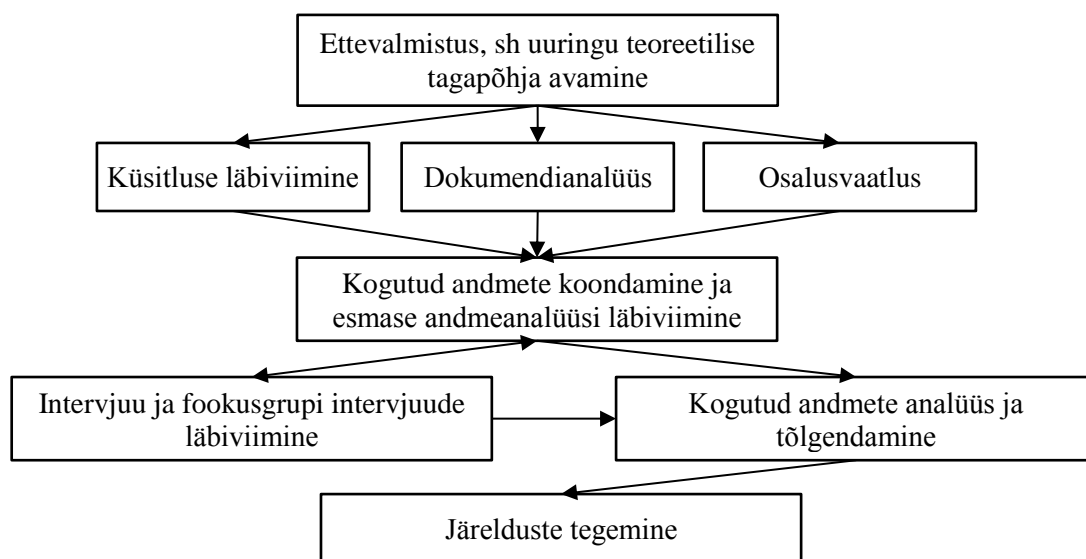 Ettevalmistus, sh uuringu teoreetilise
tagapõhja avamine
Küsitluse läbiviimine
Dokumendianalüüs
Osalusvaatlus
Kogutud andmete koondamine ja
esmase andmeanalüüsi läbiviimine
Intervjuu ja fookusgrupi intervjuude
läbiviimine
Kogutud andmete analüüs ja
tõlgendamine
Järelduste tegemine